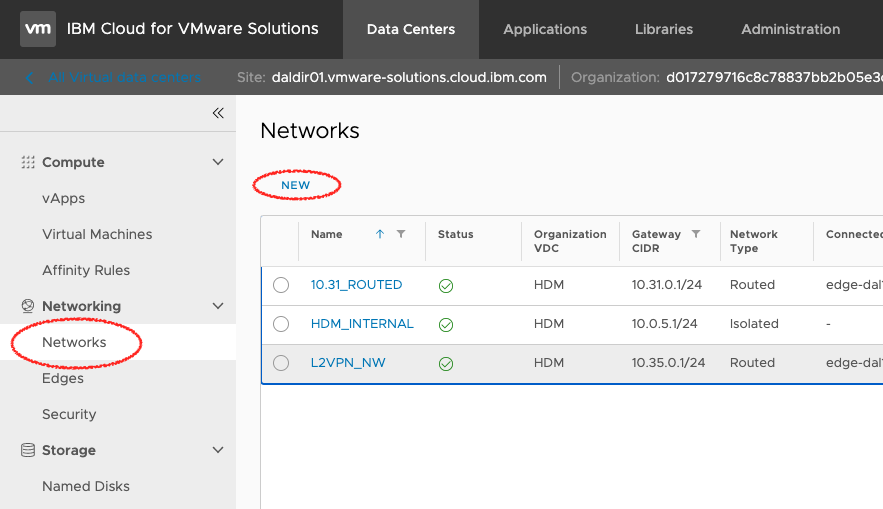 vm IBM Cloud for VMware Solutions Data Centers Applications Libraries Administration
All Virtual data centers Site: daldir01.vmware-solutions.cloud.ibm.com Organization: d017279716c8c78837bb2b05e3
Networks
Compute
NEW
vApps
Virtual Machines
Name Status Organization VDC Gateway CIDR Network Type Connected
Affinity Rules
10.31_ROUTED HDM 10.31.0.1/24 Routed edge-dal
Networking
HDM_INTERNAL HDM 10.0.5.1/24 Isolated -
Networks
L2VPN_NW HDM 10.35.0.1/24 Routed edge-dal
Edges
Security
Storage
Named Disks